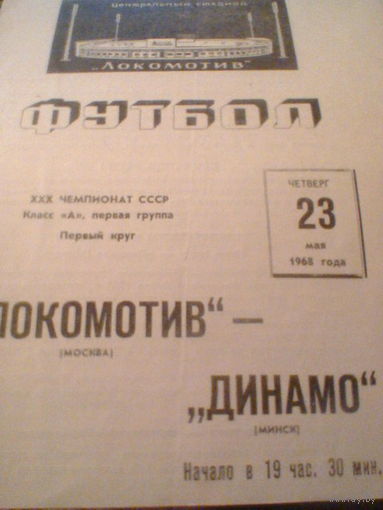 Центральный стадион
„ЛОКОМОТИВ"
ФУТБОЛ
XXX ЧЕМПИОНАТ СССР
Класс «А», первая группа
Первый круг
ЧЕТВЕРГ
23
мая
1968 года
ЛОКОМОТИВ“ —
(МОСКВА)
„ДИНАМО“
(МИНСК)
Начало в 19 час. 30 мин.